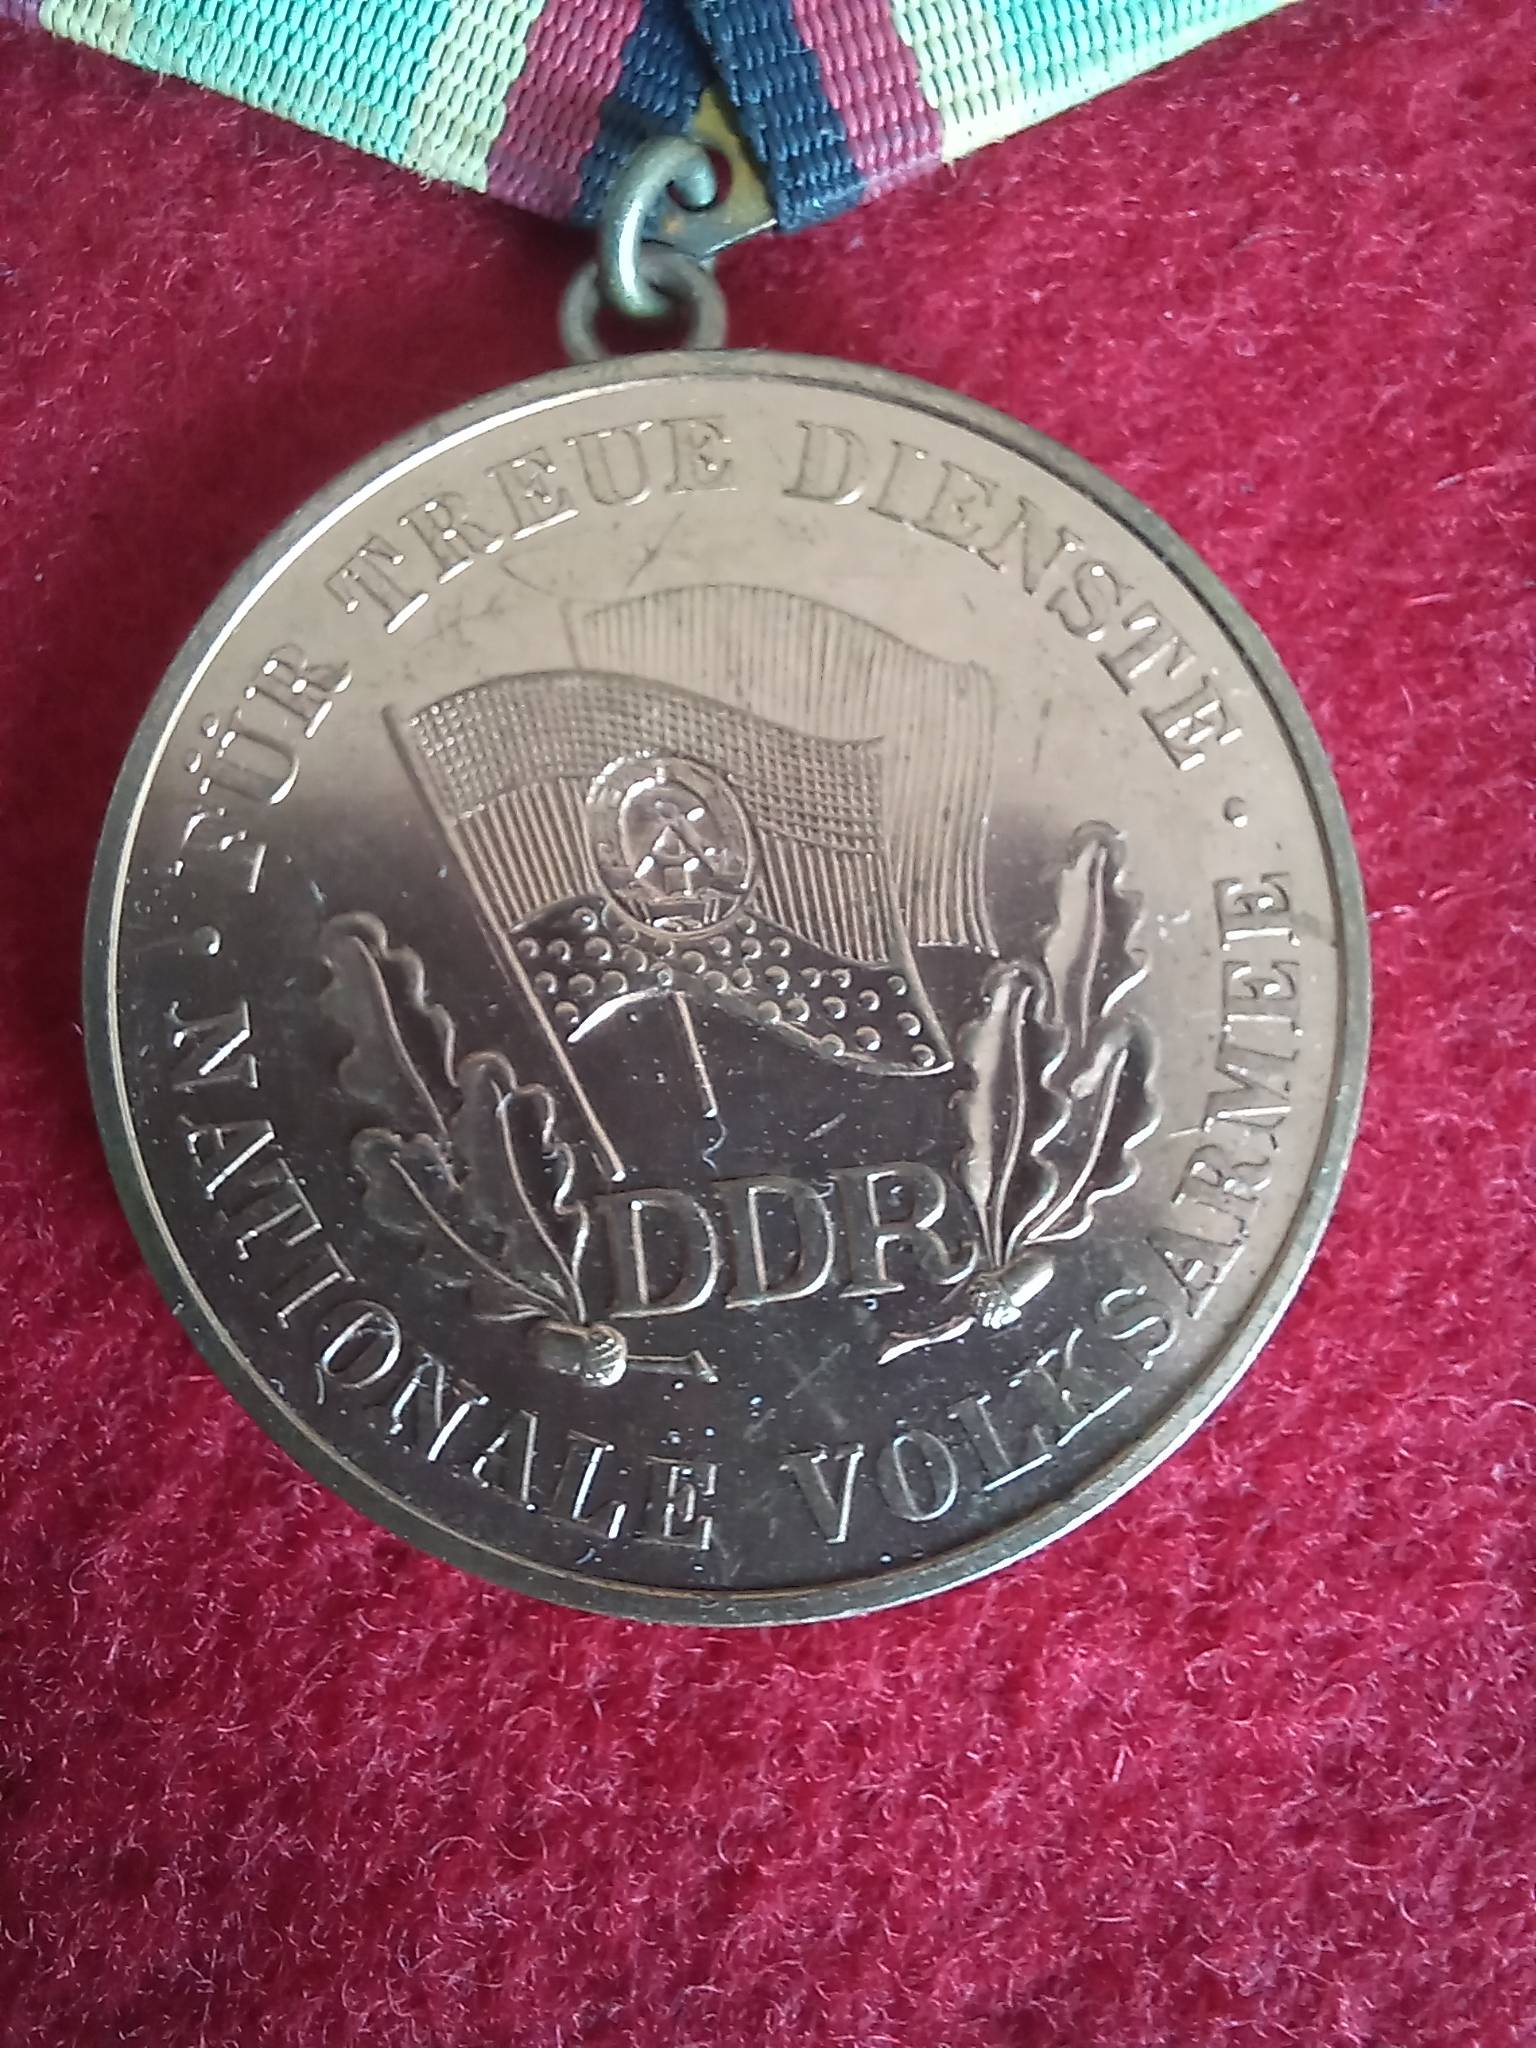 · FÜR TREUE DIENSTE ·
NATIONALE VOLKSARMEE
DDR